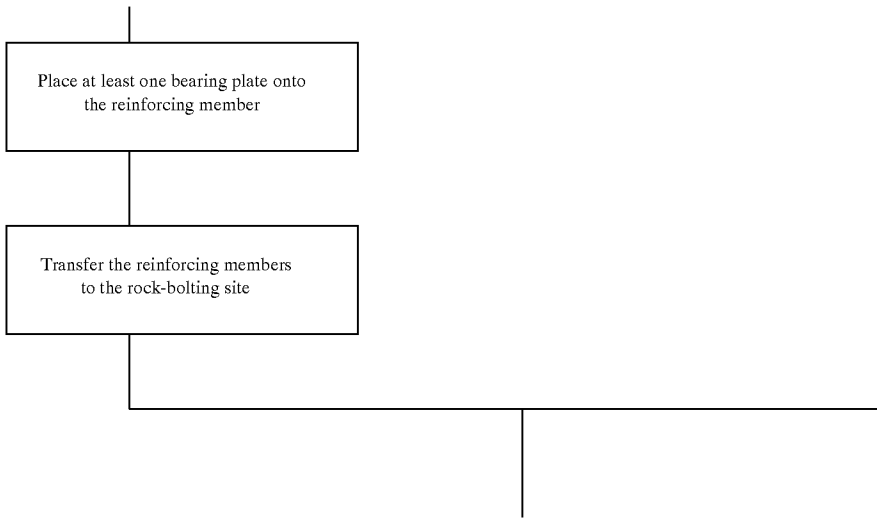 Place at least one bearing plate onto
the reinforcing member
Transfer the reinforcing members
to the rock-bolting site